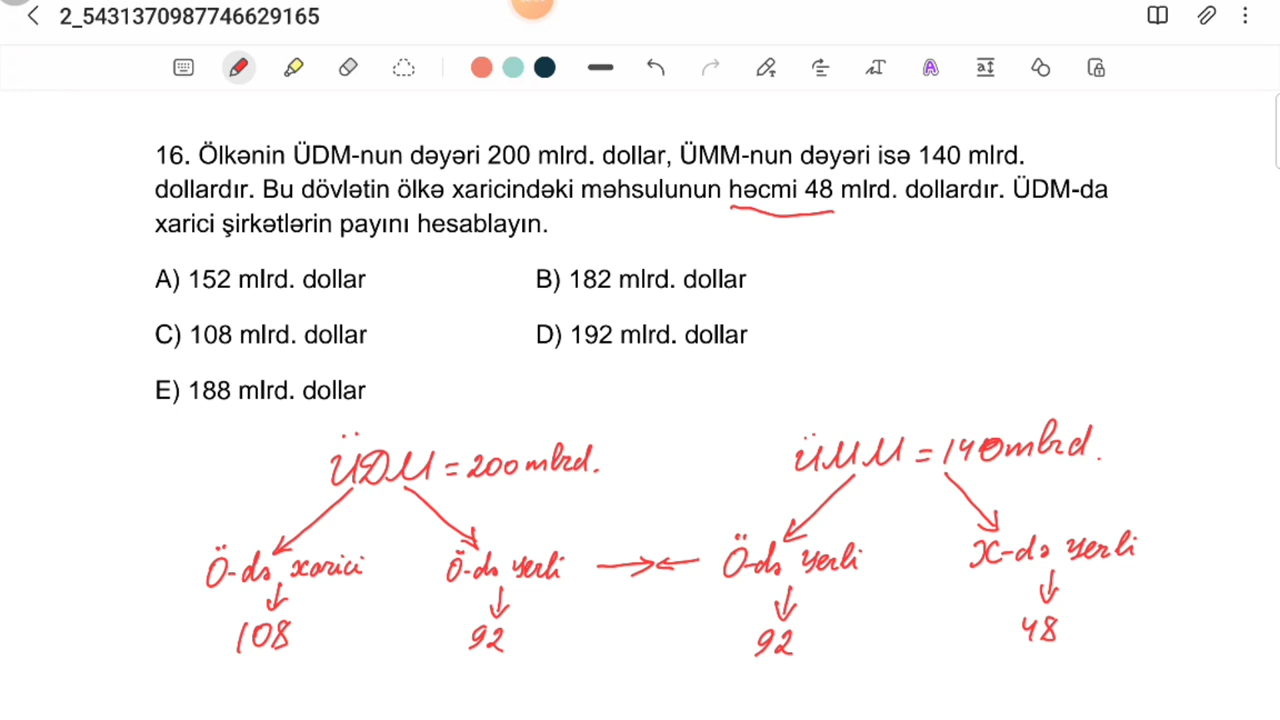 2_5431370987746629165
16. Ölkənin ÜDM-nun dəyəri 200 mlrd. dollar, ÜMM-nun dəyəri isə 140 mlrd.
dollardır. Bu dövlətin ölkə xaricindəki məhsulunun həcmi 48 mlrd. dollardır. ÜDM-da
xarici şirkətlərin payını hesablayın.
A) 152 mlrd. dollar
B) 182 mlrd. dollar
C) 108 mlrd. dollar
D) 192 mlrd. dollar
E) 188 mlrd. dollar
ÜDM = 200 mlrd.
ÜMM = 140 mlrd.
Ö-də xarici
Ö-də yerli
Ö-də yerli
X-də yerli
108
92
92
48